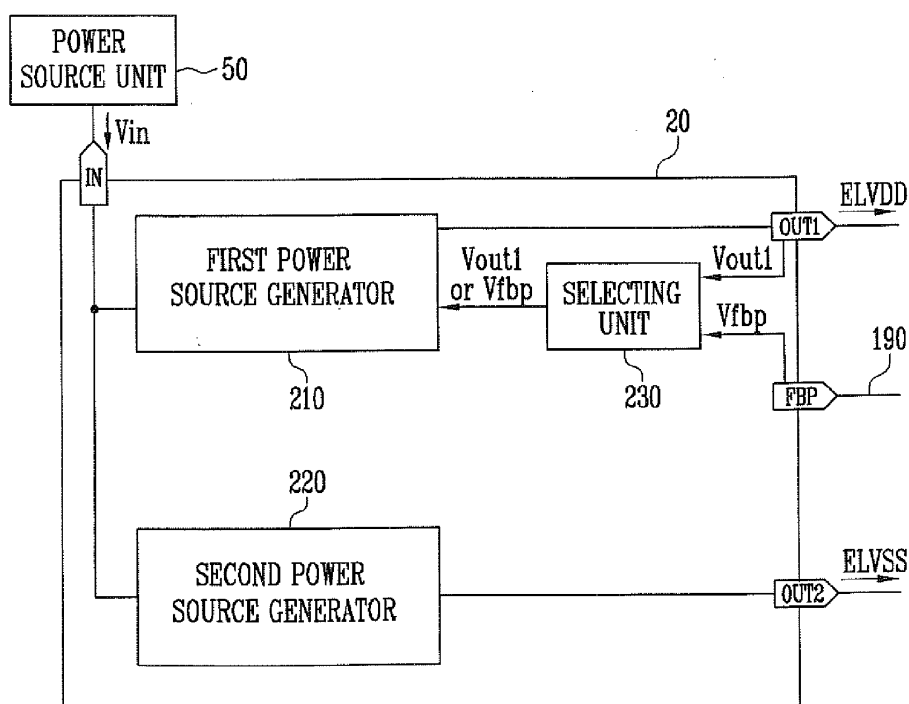 POWER
SOURCE UNIT
50
Vin
IN
20
ELVDD
OUT1
FIRST POWER
SOURCE GENERATOR
Vout1
or Vfbp
SELECTING
UNIT
Vout1
Vfbp
190
210
230
FBP
220
SECOND POWER
SOURCE GENERATOR
ELVSS
OUT2